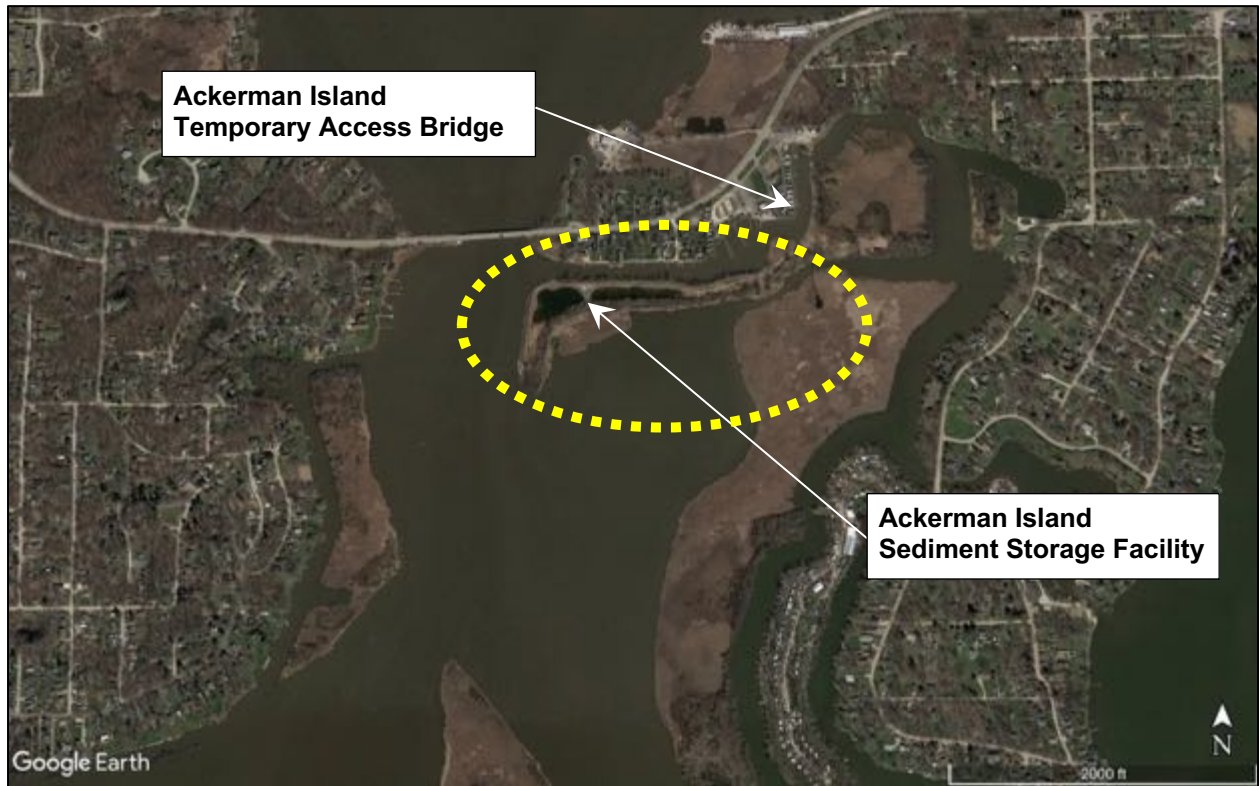 Ackerman Island
Temporary Access Bridge
Ackerman Island
Sediment Storage Facility
Google Earth
N
2000 ft